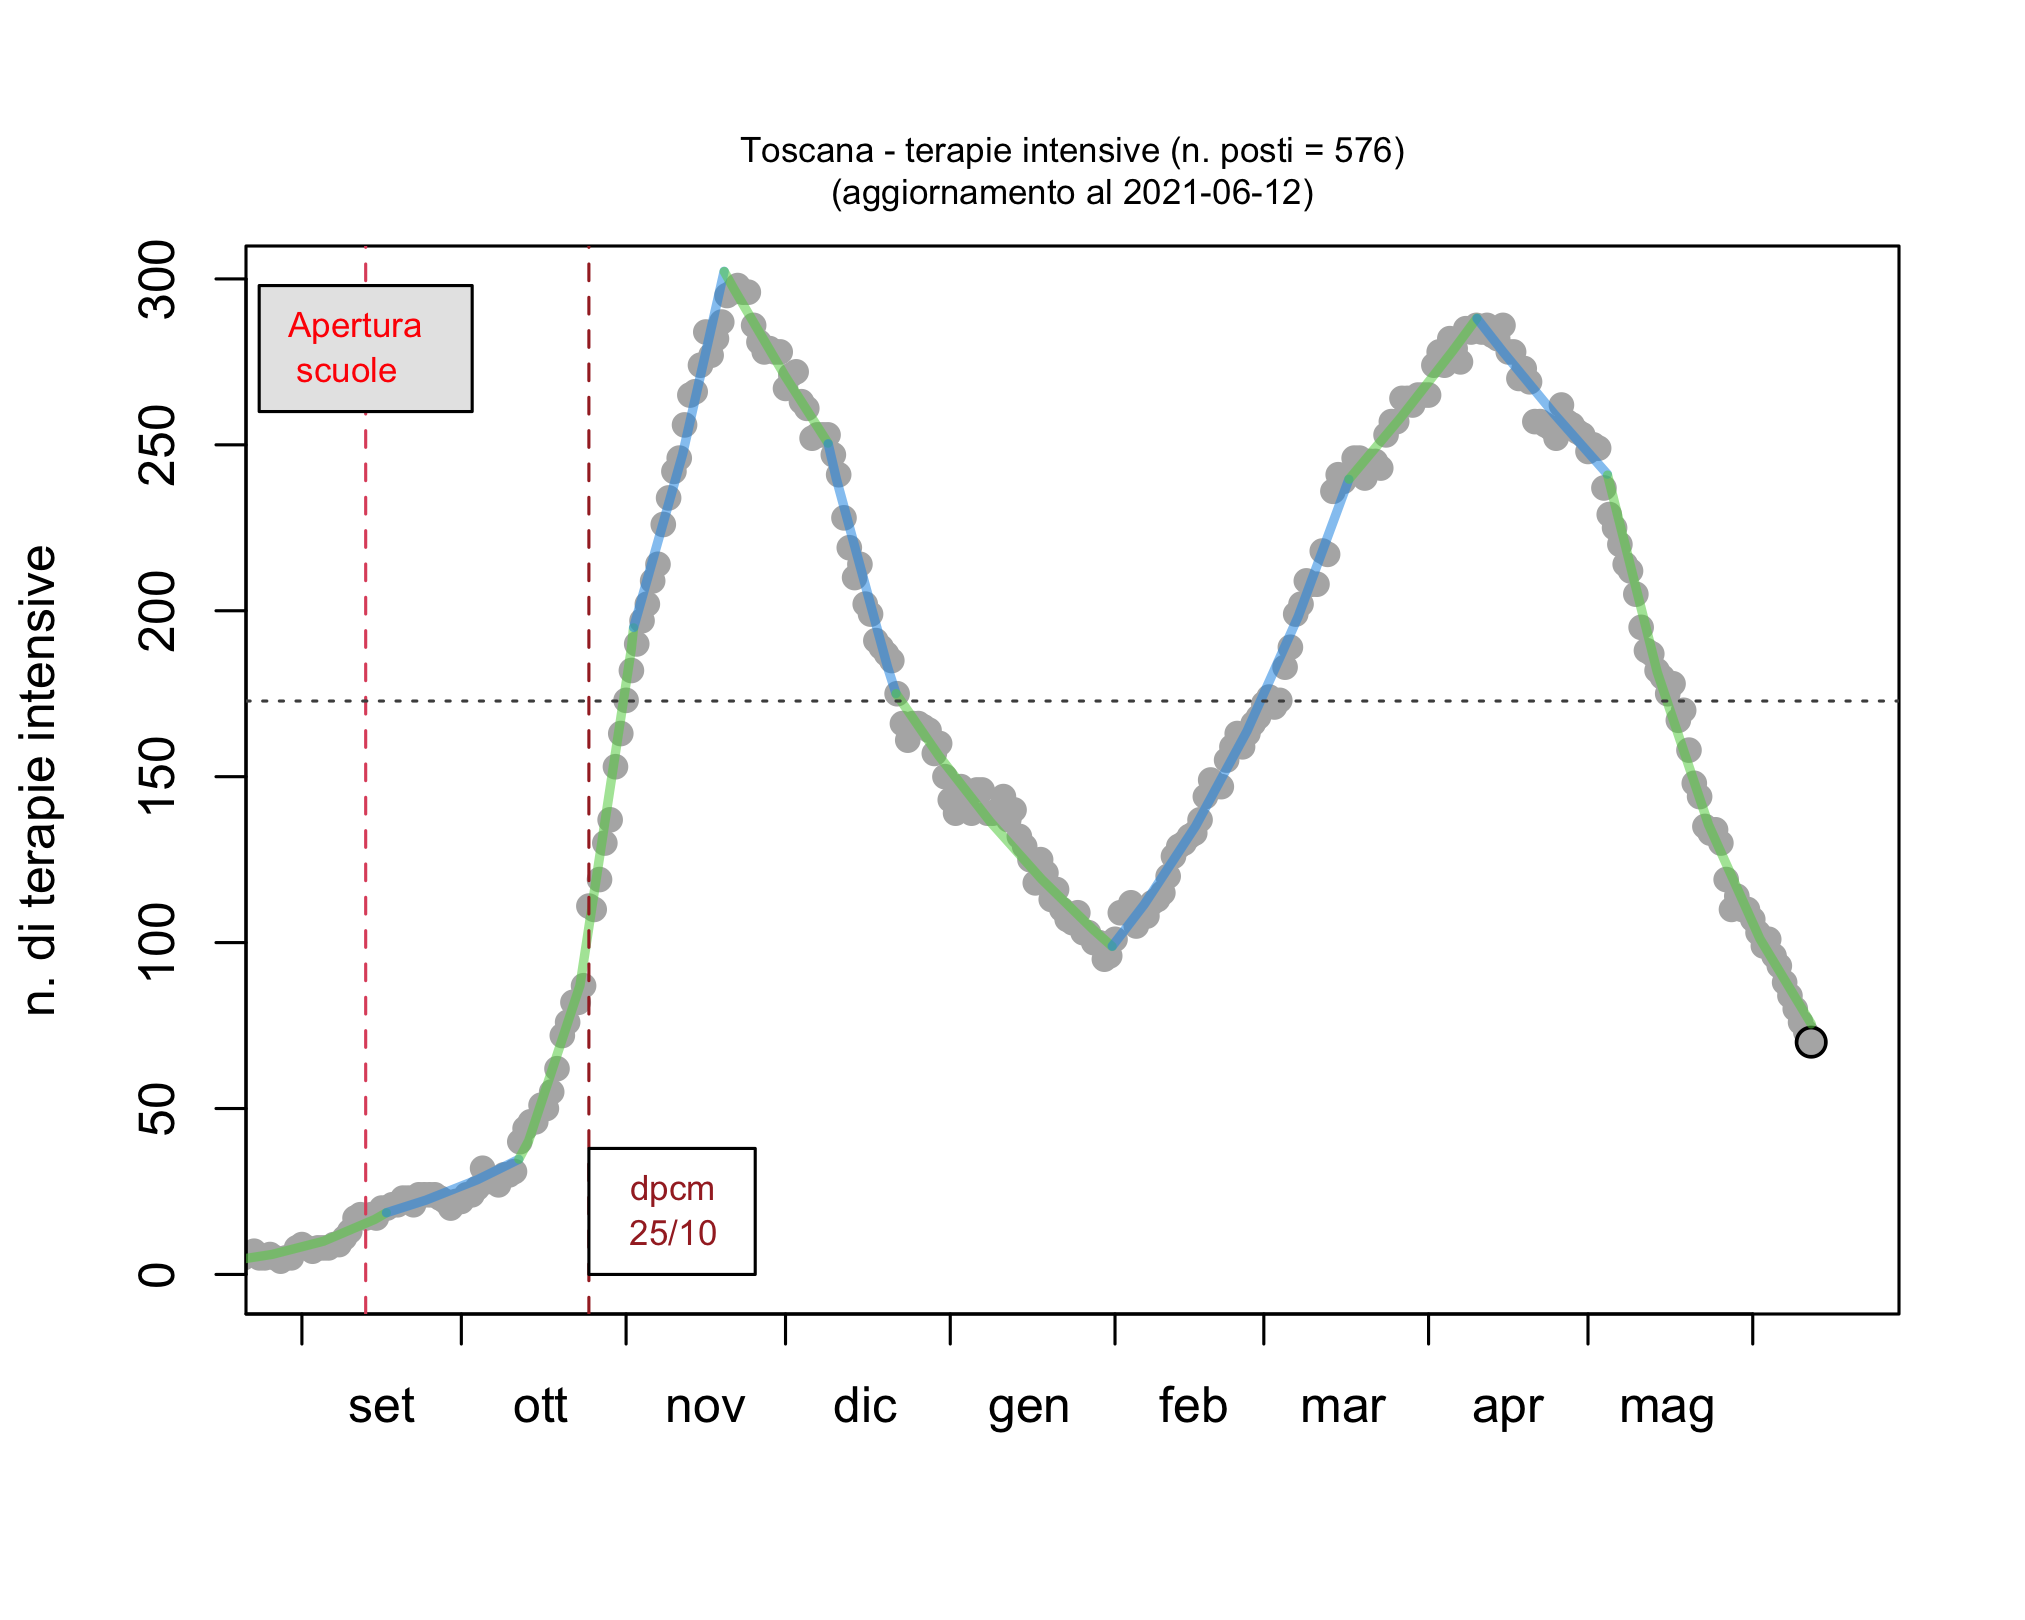 Toscana - terapie intensive (n. posti = 576)
(aggiornamento al 2021-06-12)
n. di terapie intensive
300
250
200
150
100
50
0
Apertura
scuole
dpcm
25/10
set ott nov dic gen feb mar apr mag